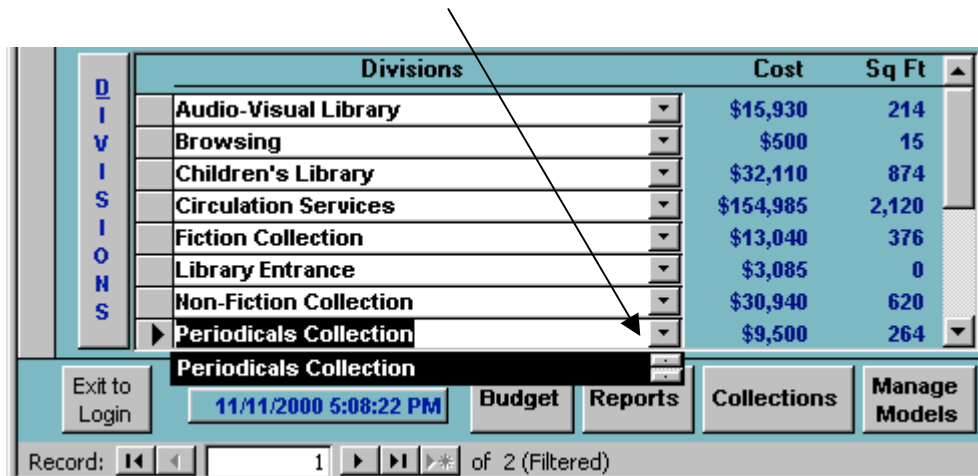 Divisions Cost Sq Ft
DIVISIONS
Audio-Visual Library $15,930 214
Browsing $500 15
Children's Library $32,110 874
Circulation Services $154,985 2,120
Fiction Collection $13,040 376
Library Entrance $3,085 0
Non-Fiction Collection $30,940 620
Periodicals Collection $9,500 264
Periodicals Collection
Exit to Login
11/11/2000 5:08:22 PM
Budget
Reports
Collections
Manage Models
Record: 1 of 2 (Filtered)